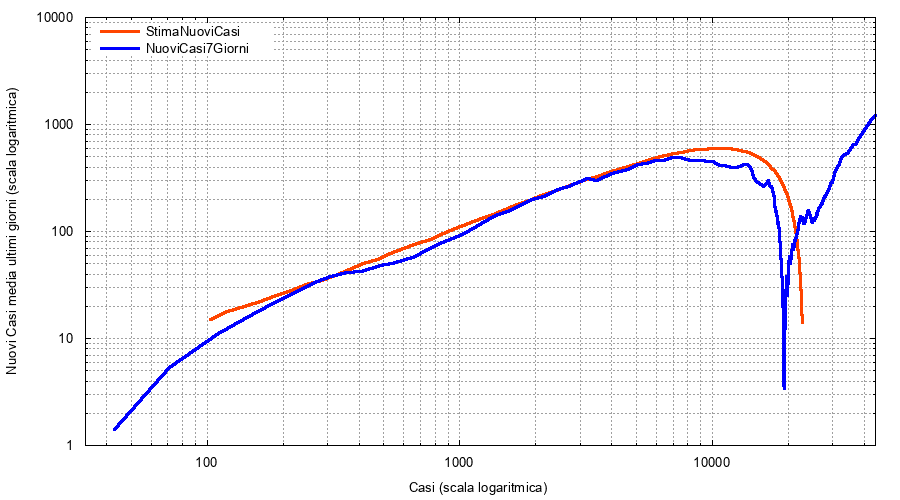 10000
StimaNuoviCasi
NuoviCasi7Giorni
1000
100
10
1
100
1000
10000
Nuovi Casi media ultimi giorni (scala logaritmica)
Casi (scala logaritmica)